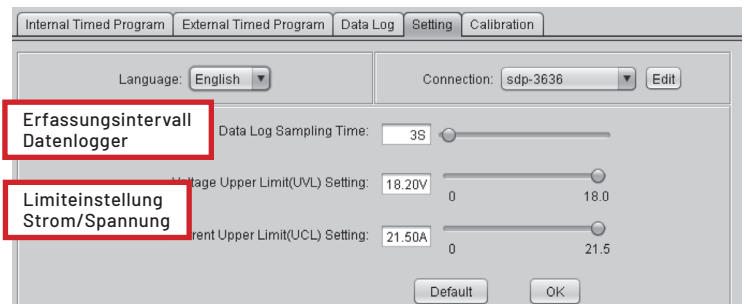 Internal Timed Program External Timed Program Data Log Setting Calibration
Language: English Connection: sdp-3636 Edit
Erfassungsintervall
Datenlogger
Data Log Sampling Time: 3S
Upper Limit(UVL) Setting: 18.20V
0 18.0
Limiteinstellung
Strom/Spannung
Upper Limit(UCL) Setting: 21.50A
0 21.5
Default OK